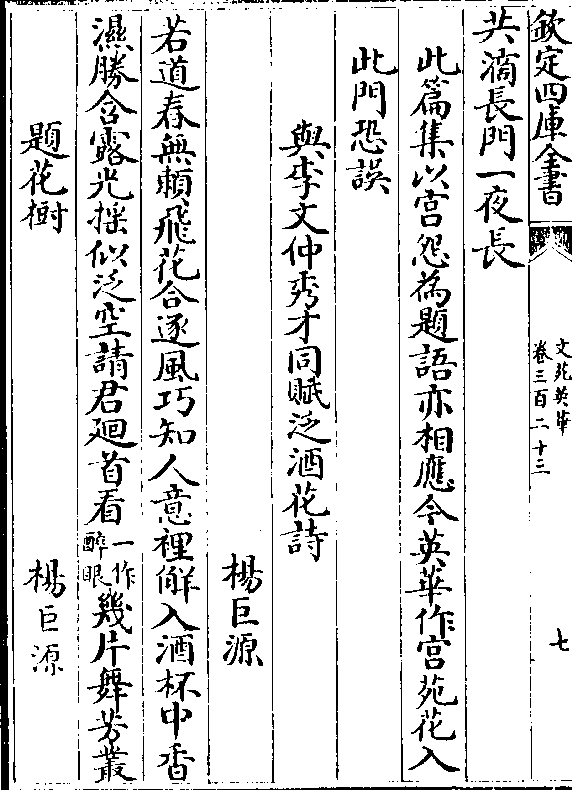 欽定四庫全書
文苑英華
卷三百二十三
七
共滴長門一夜長
此篇集以宫怨為題語亦相應今英華作宫苑花入
此門恐誤
與李文仲秀才同賦泛酒花詩
楊巨源
若道春無頼飛花合逐風巧知人意裡觧入酒杯中香
濕勝含露光揺似泛空請君廻首看一作醉眼幾片舞芳叢
題花樹
楊巨源